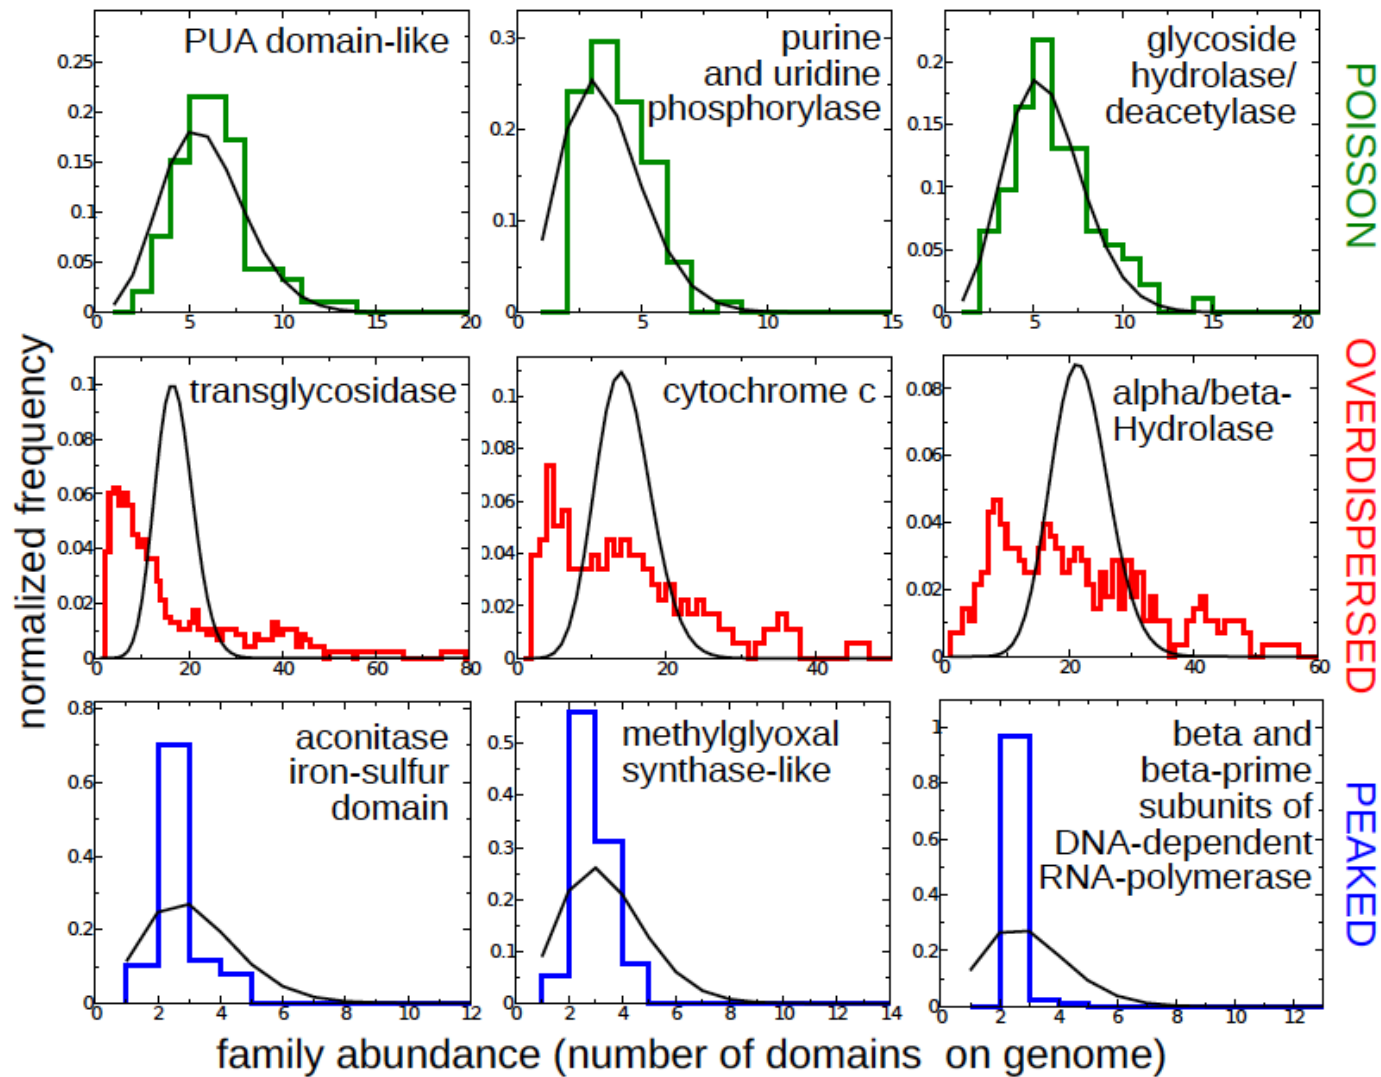 PUA domain-like
0.25
0.2
0.15
0.1
0.05
0
0 5 10 15 20
purine
and uridine
phosphorylase
0.3
0.2
0.1
0
0 5 10 15
glycoside
hydrolase/
deacetylase
0.2
0.15
0.1
0.05
0
0 5 10 15 20
POISSON
normalized frequency
transglycosidase
0.1
0.08
0.06
0.04
0.02
0
0 20 40 60 80
cytochrome c
0.1
0.08
0.06
0.04
0.02
0
0 20 40
alpha/beta-
Hydrolase
0.08
0.06
0.04
0.02
0
0 20 40 60
OVERDISPERSED
aconitase
iron-sulfur
domain
0.8
0.6
0.4
0.2
0
0 2 4 6 8 10 12
methylglyoxal
synthase-like
0.5
0.4
0.3
0.2
0.1
0
0 2 4 6 8 10 12 14
beta and
beta-prime
subunits of
DNA-dependent
RNA-polymerase
1
0.8
0.6
0.4
0.2
0
0 2 4 6 8 10 12
PEAKED
family abundance (number of domains on genome)